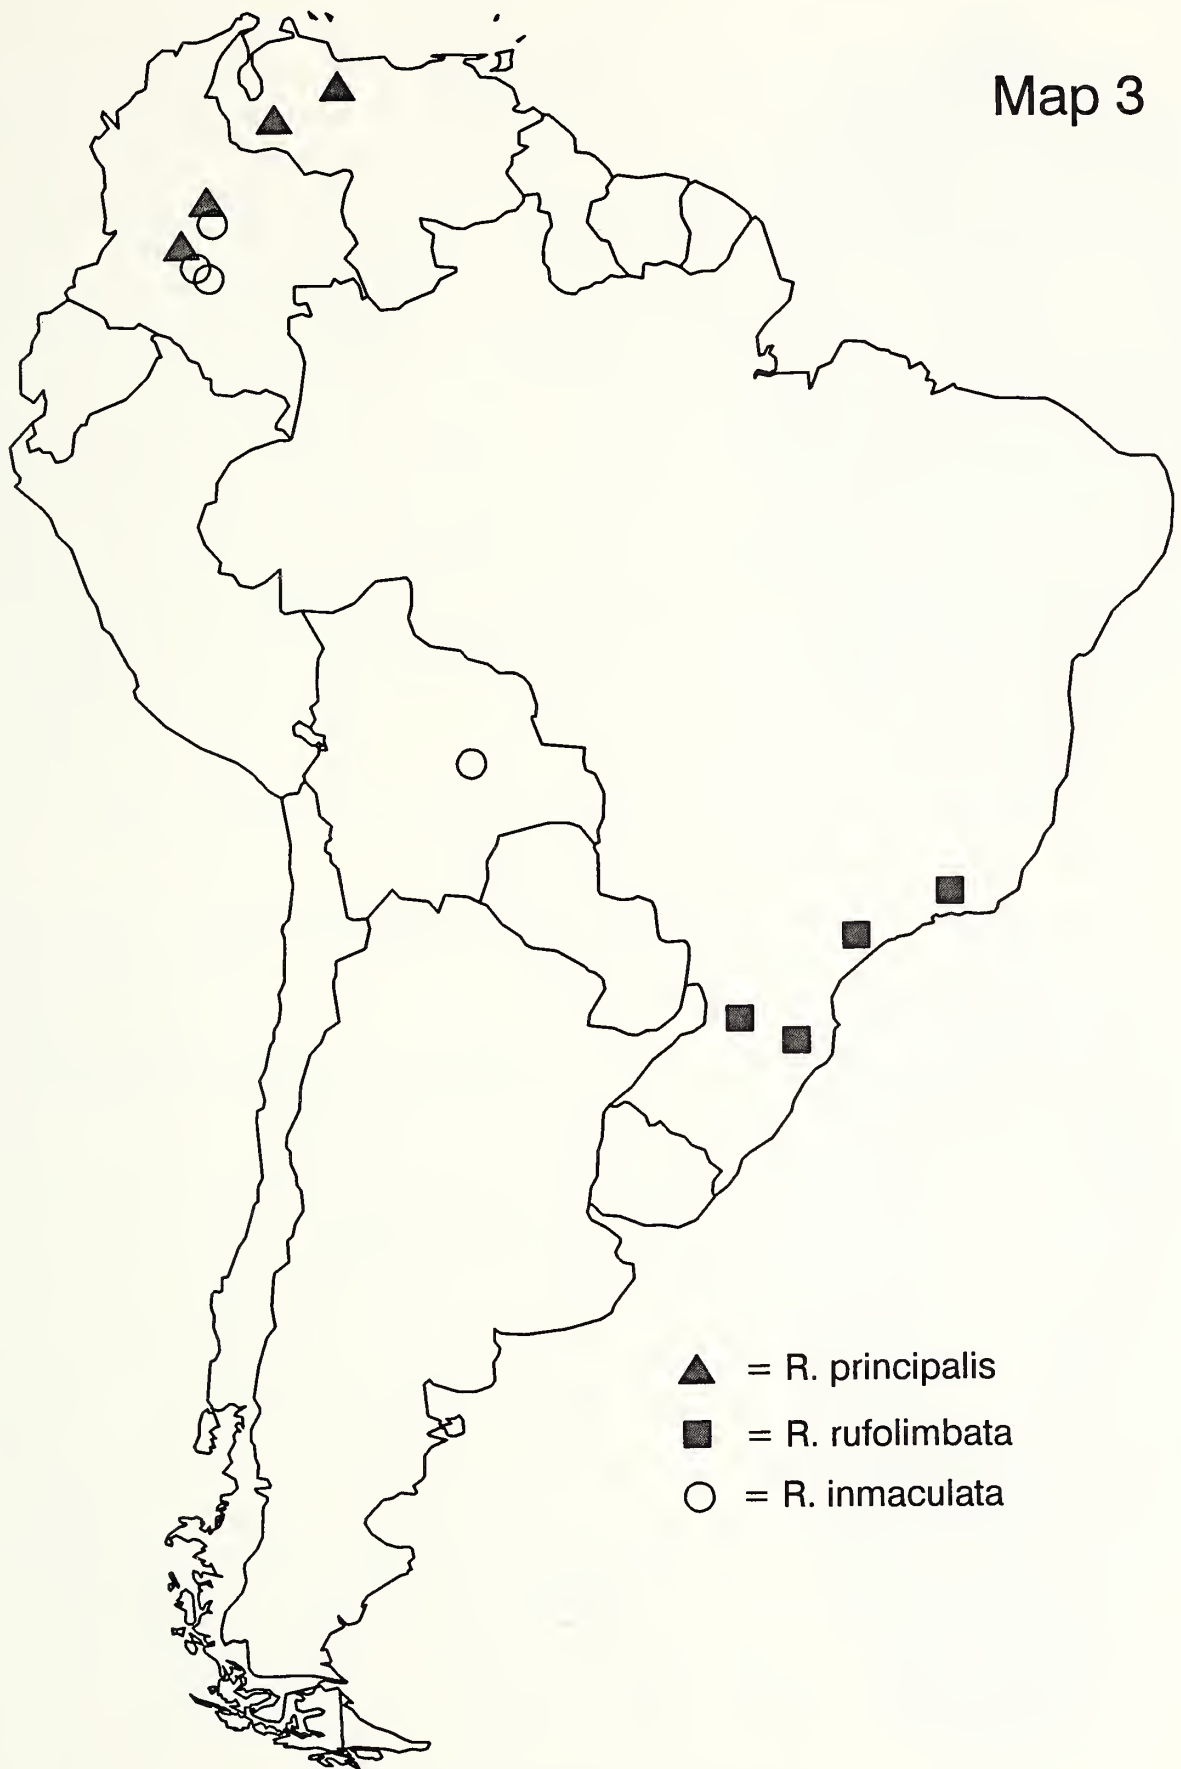 Map 3
= R. principalis
= R. rufolimbata
= R. inmaculata